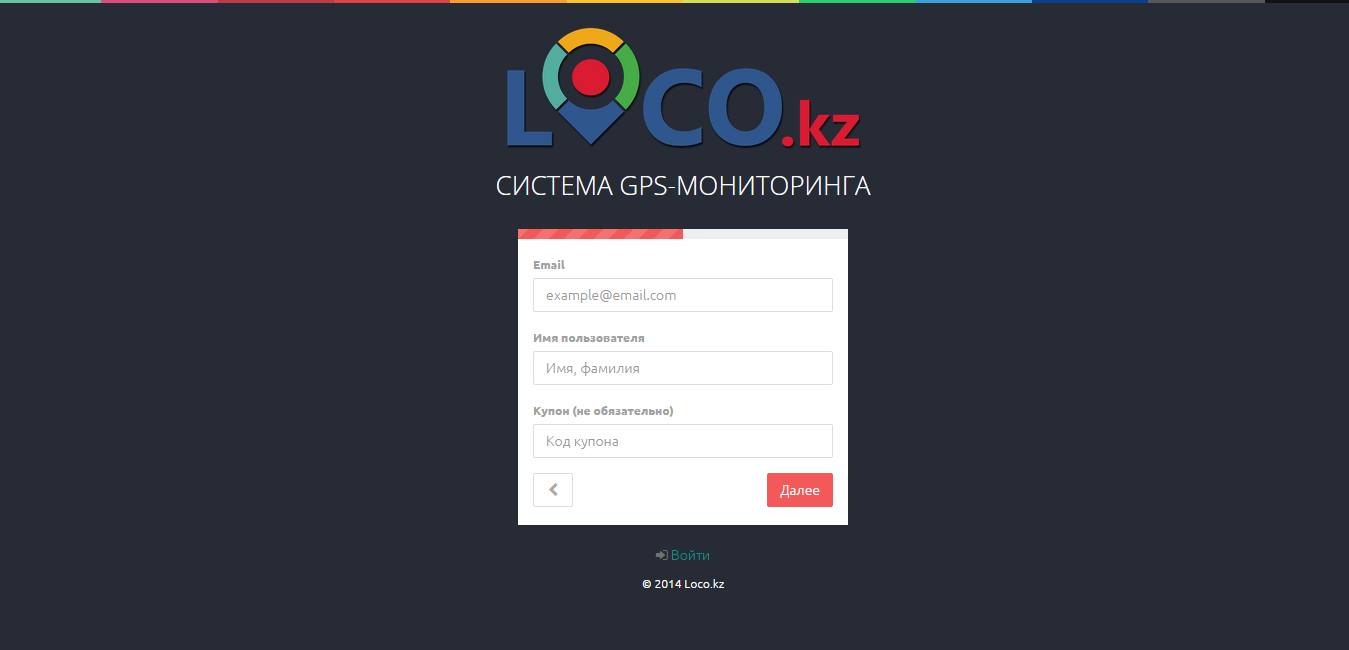 LOCO.kz
СИСТЕМА GPS-МОНИТОРИНГА
Email
example@email.com
Имя пользователя
Имя, фамилия
Купон (не обязательно)
Код купона
Далее
Войти
© 2014 Loco.kz